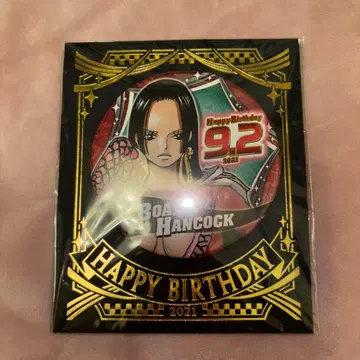 Happy Birthday
9.2
2021
BOA
HANCOCK
HAPPY BIRTHDAY
2021